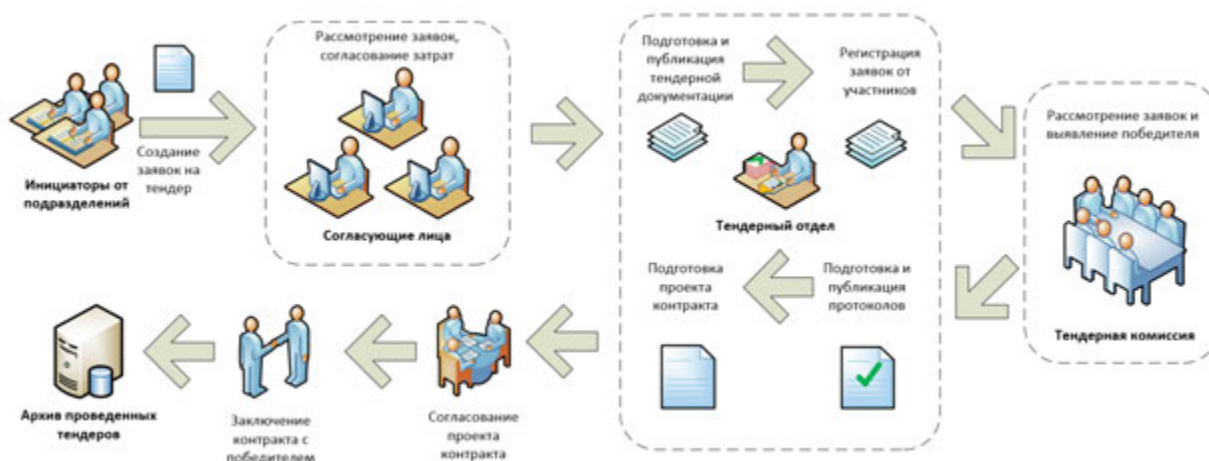 Создание
заявок на
тендер
Инициаторы от
подразделений
Рассмотрение заявок,
согласование затрат
Согласующие лица
Подготовка и
публикация
тендерной
документации
Регистрация
заявок от
участников
Тендерный отдел
Рассмотрение заявок и
выявление победителя
Тендерная комиссия
Подготовка и
публикация
протоколов
Подготовка
проекта
контракта
Согласование
проекта
контракта
Заключение
контракта с
победителем
Архив проведенных
тендеров